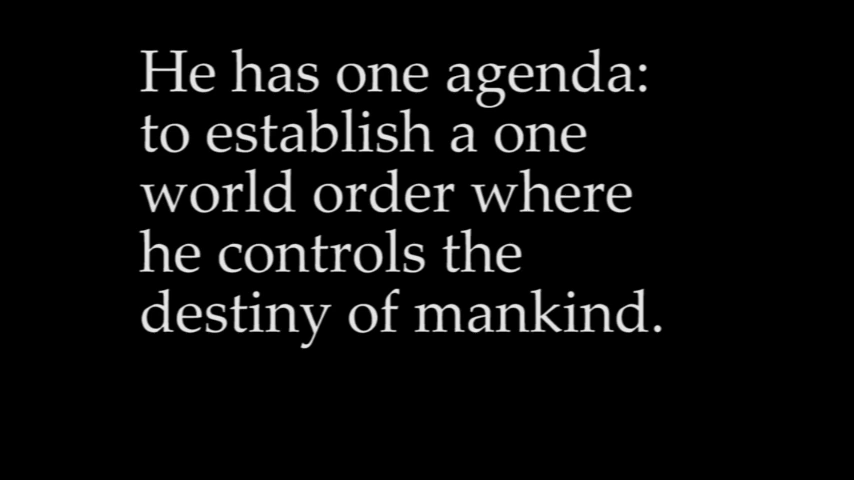 He has one agenda:
to establish a one
world order where
he controls the
destiny of mankind.